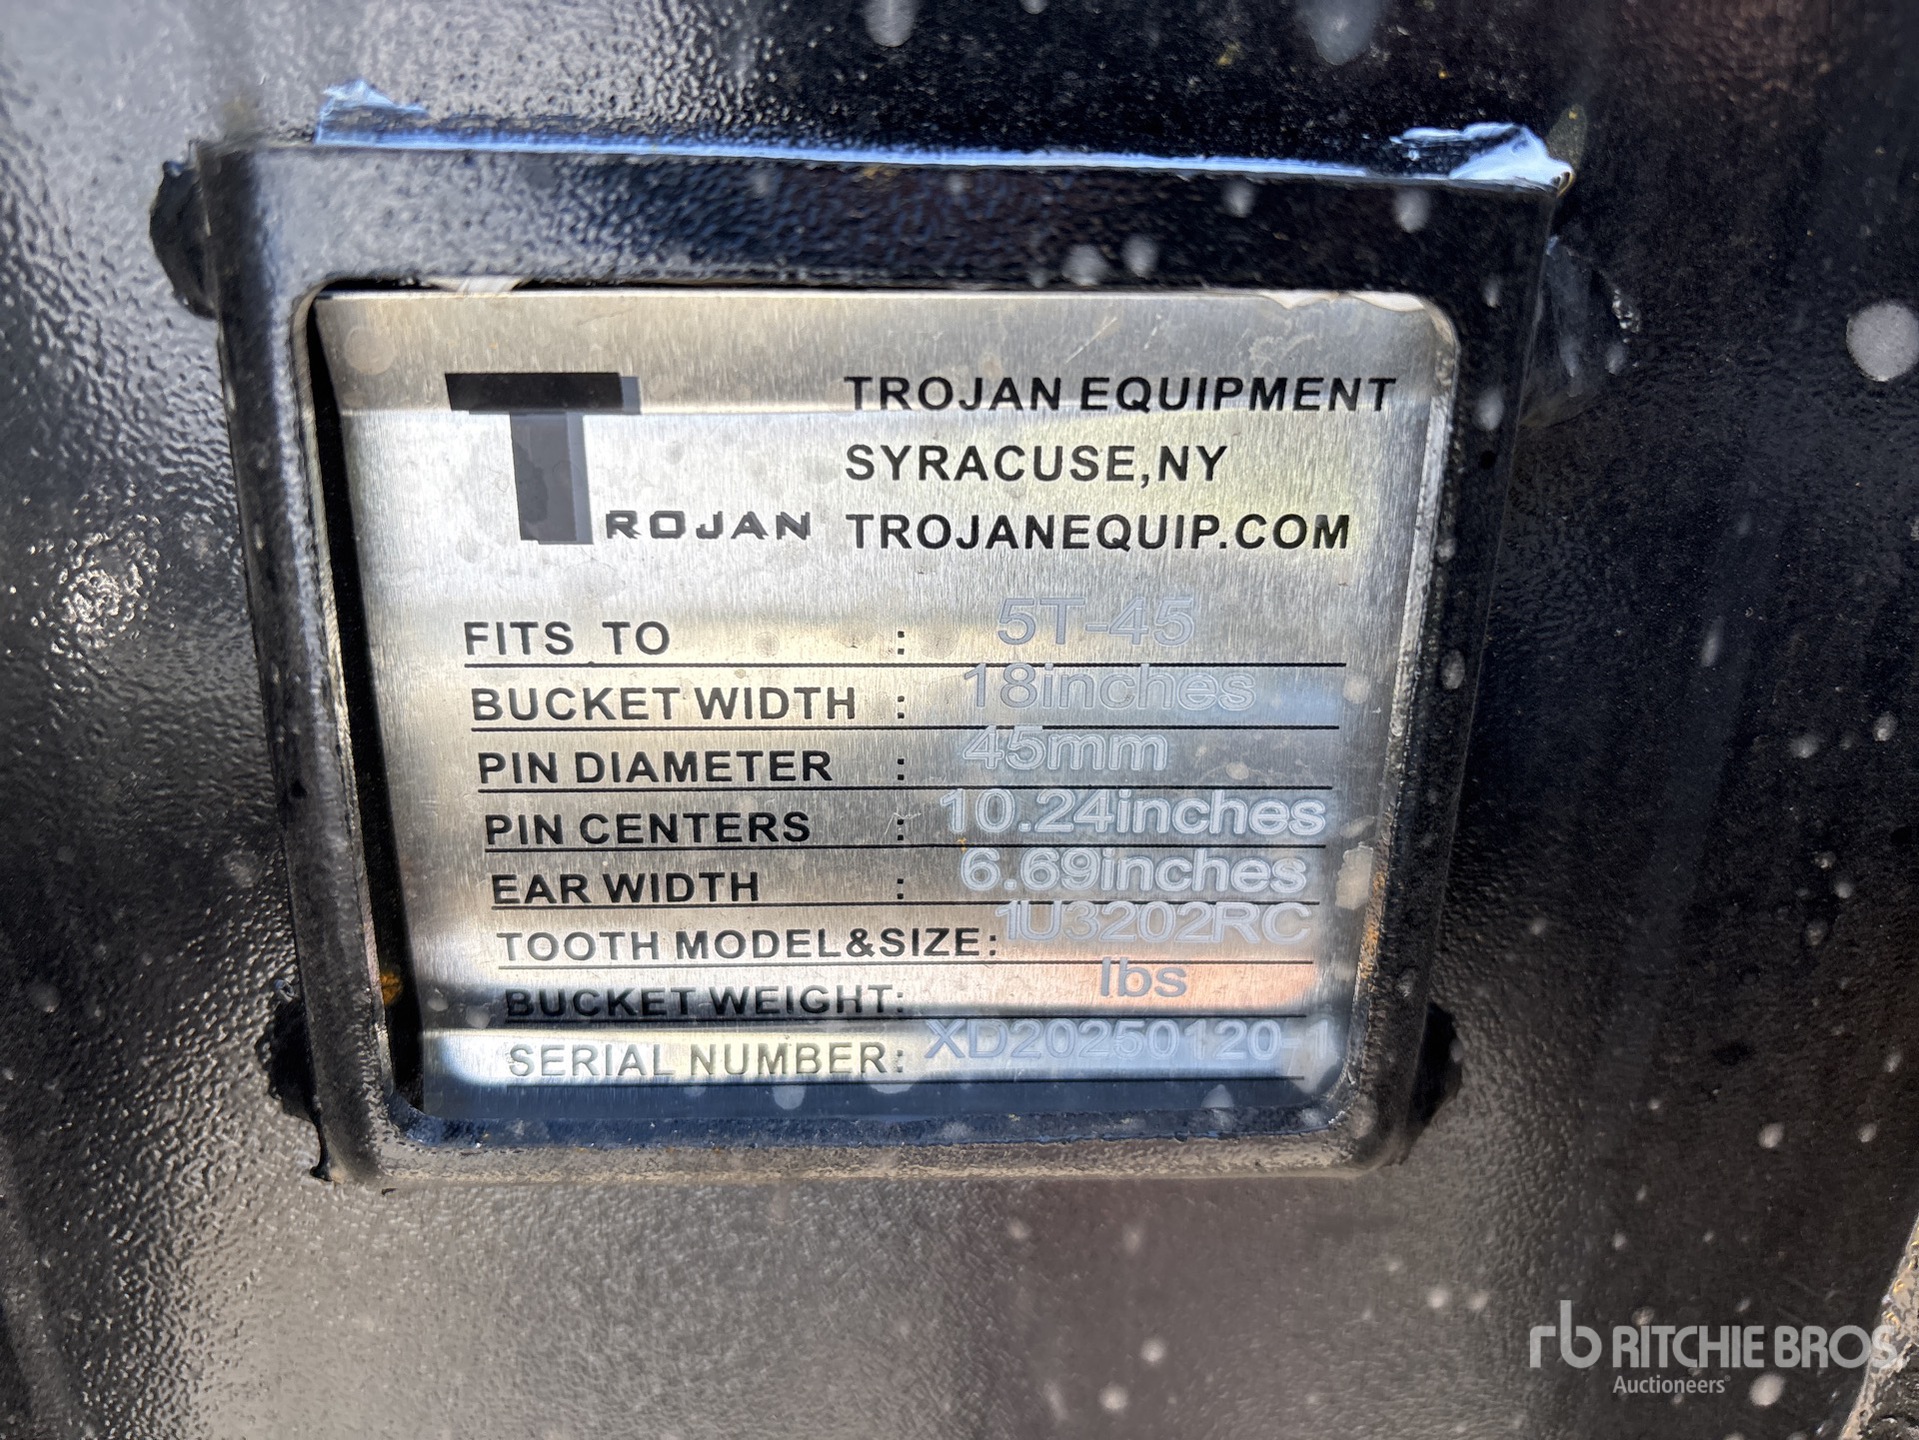 TROJAN
TROJAN EQUIPMENT
SYRACUSE,NY
TROJANEQUIP.COM
FITS TO : 5T-45
BUCKET WIDTH : 18inches
PIN DIAMETER : 45mm
PIN CENTERS : 10.24inches
EAR WIDTH : 6.69inches
TOOTH MODEL&SIZE: 1U3202RC
BUCKET WEIGHT: lbs
SERIAL NUMBER: XD20250120-1
rb RITCHIE BROS.
Auctioneers